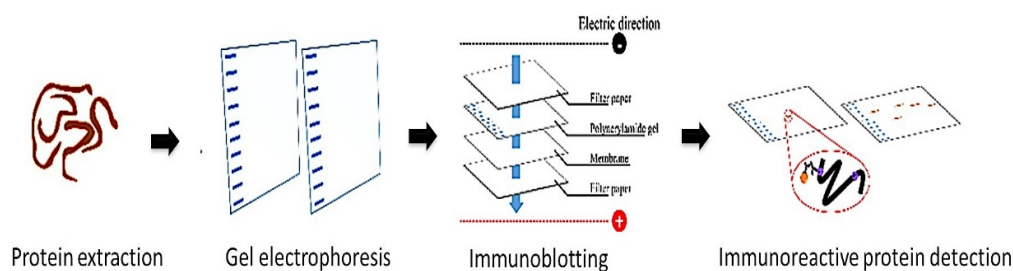 Electric direction
-
Filter paper
Polyacrylamide gel
Membrane
Filter paper
+
Protein extraction
Gel electrophoresis
Immunoblotting
Immunoreactive protein detection